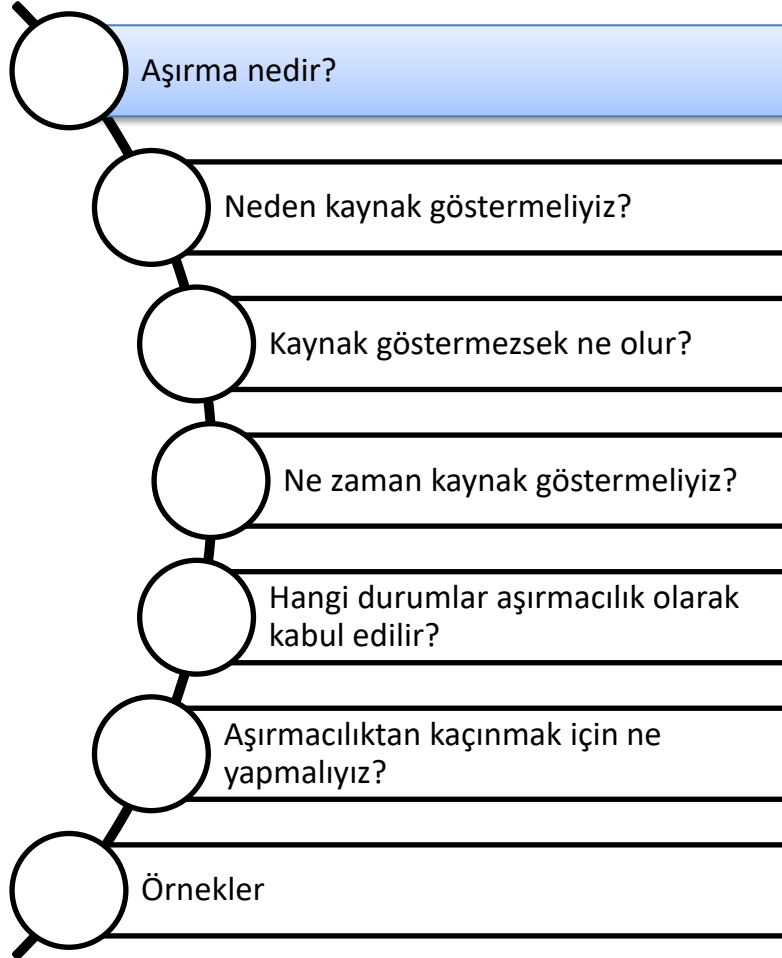 Aşırma nedir?
Neden kaynak göstermeliyiz?
Kaynak göstermezsek ne olur?
Ne zaman kaynak göstermeliyiz?
Hangi durumlar aşırmacılık olarak
kabul edilir?
Aşırmacılıktan kaçınmak için ne
yapmalıyız?
Örnekler